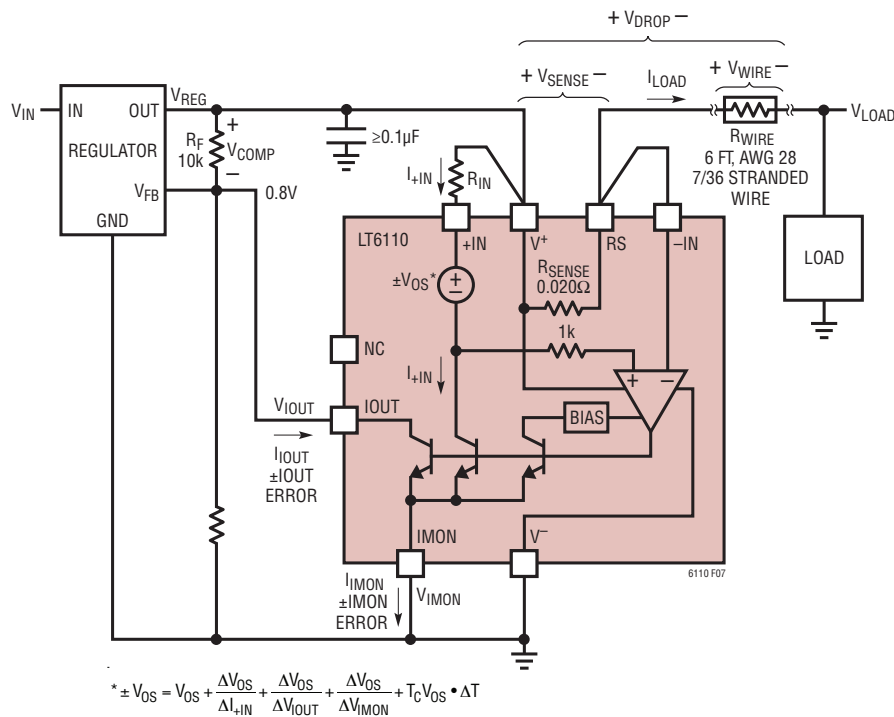 + VDROP –
+ VSENSE –
ILOAD
+ VWIRE –
VIN
IN
OUT
REGULATOR
VFB
GND
VREG
RF
10k
+
VCOMP
–
0.8V
≥0.1µF
I+IN
RIN
RWIRE
6 FT, AWG 28
7/36 STRANDED
WIRE
VLOAD
LOAD
LT6110
+IN
V+
RS
–IN
±VOS*
+
–
RSENSE
0.020Ω
1k
NC
I+IN
+ –
BIAS
VIOUT
IOUT
IIOUT
±IOUT
ERROR
IMON
V–
6110 F07
IIMON
±IMON
ERROR
VIMON
* ± VOS = VOS + ΔVOS/ΔI+IN + ΔVOS/ΔVIOUT + ΔVOS/ΔVIMON + TCVOS • ΔT